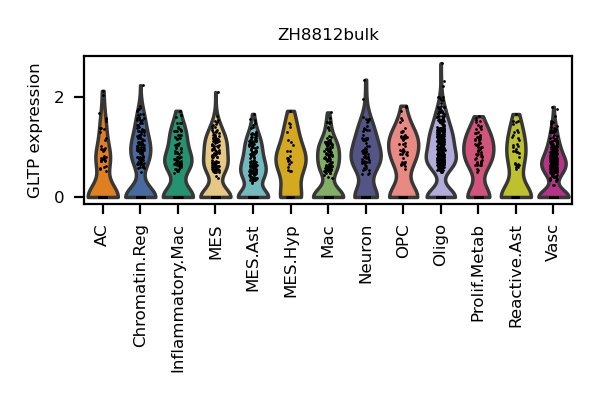 ZH8812bulk
GLTP expression
2
0
AC
Chromatin.Reg
Inflammatory.Mac
MES
MES.Ast
MES.Hyp
Mac
Neuron
OPC
Oligo
Prolif.Metab
Reactive.Ast
Vasc